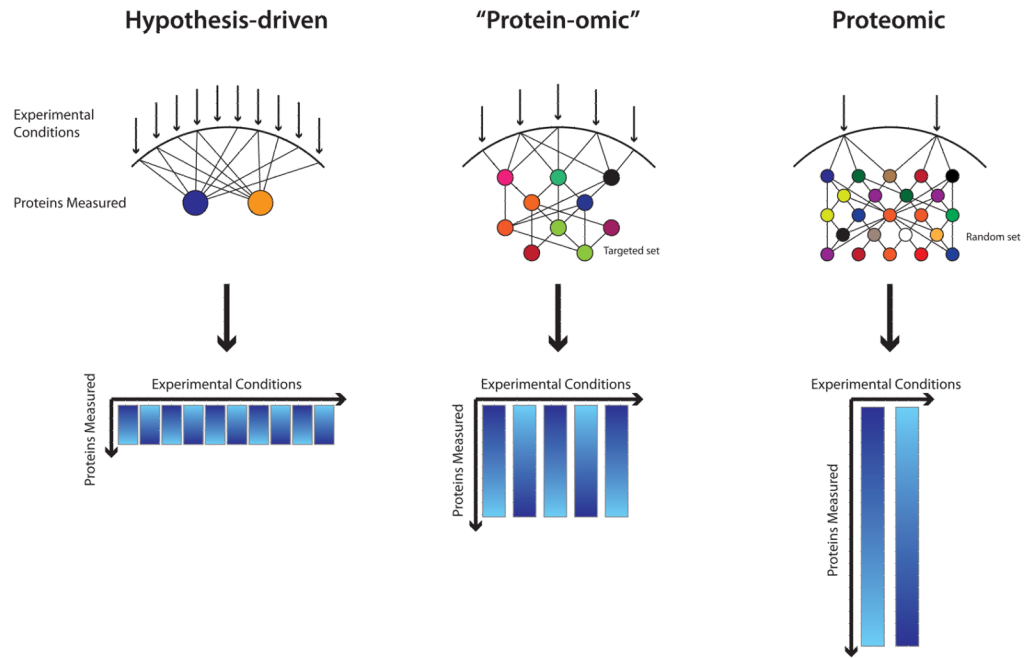 Hypothesis-driven
“Protein-omic”
Proteomic
Experimental
Conditions
Proteins Measured
Targeted set
Random set
Experimental Conditions
Proteins Measured
Experimental Conditions
Proteins Measured
Experimental Conditions
Proteins Measured